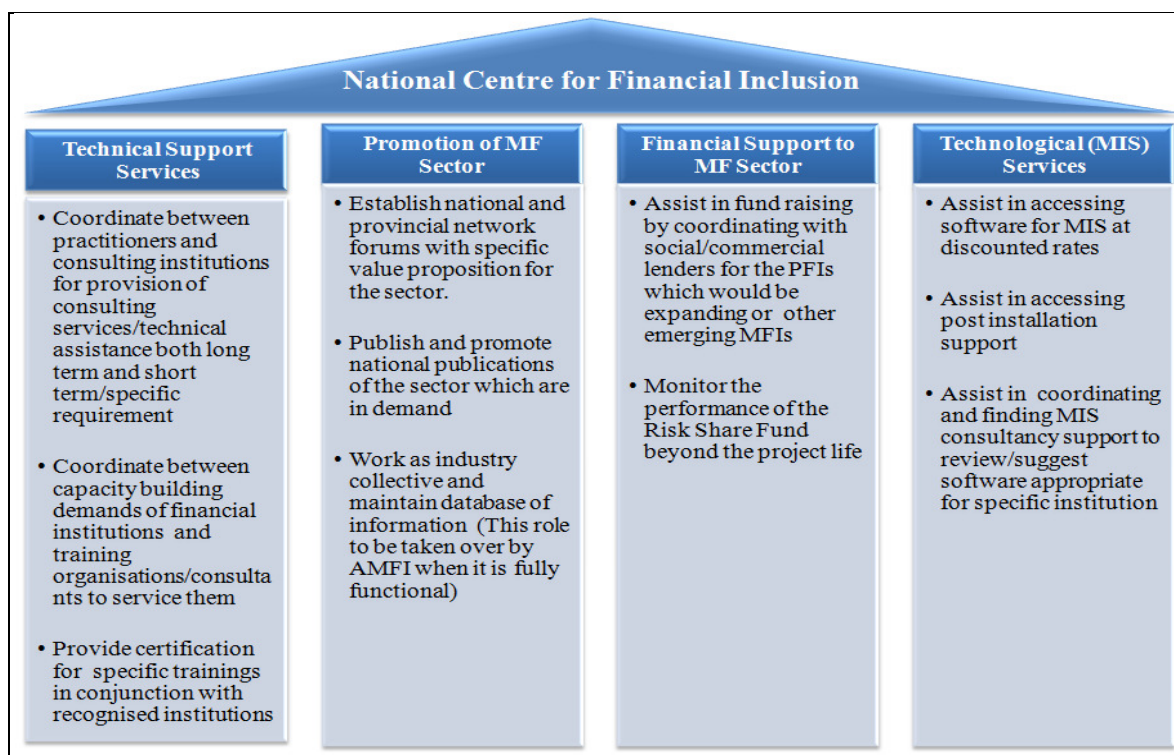 National Centre for Financial Inclusion
Technical Support
Services
• Coordinate between
practitioners and
consulting institutions
for provision of
consulting
services/technical
assistance both long
term and short
term/specific
requirement
• Coordinate between
capacity building
demands of financial
institutions and
training
organisations/consulta
nts to service them
• Provide certification
for specific trainings
in conjunction with
recognised institutions
Promotion of MF
Sector
• Establish national and
provincial network
forums with specific
value proposition for
the sector.
• Publish and promote
national publications
of the sector which are
in demand
• Work as industry
collective and
maintain database of
information (This role
to be taken over by
AMFI when it is fully
functional)
Financial Support to
MF Sector
• Assist in fund raising
by coordinating with
social/commercial
lenders for the PFIs
which would be
expanding or other
emerging MFIs
• Monitor the
performance of the
Risk Share Fund
beyond the project life
Technological (MIS)
Services
• Assist in accessing
software for MIS at
discounted rates
• Assist in accessing
post installation
support
• Assist in coordinating
and finding MIS
consultancy support to
review/suggest
software appropriate
for specific institution